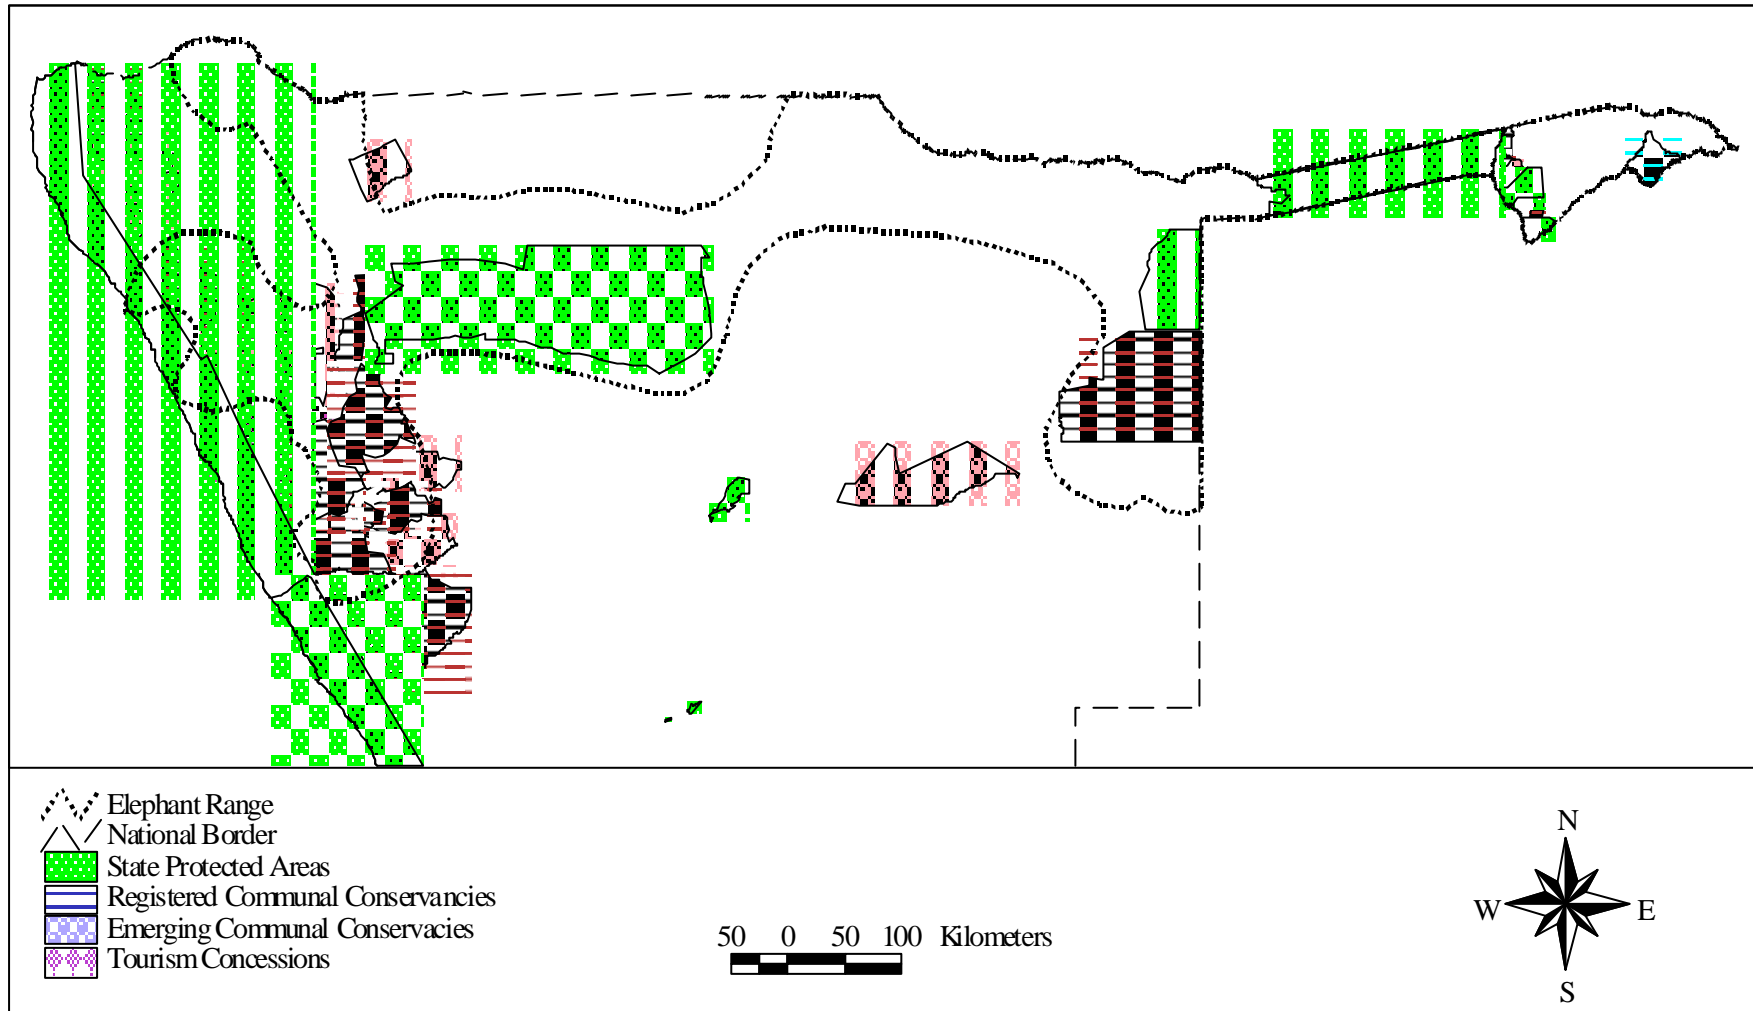 Elephant Range
National Border
State Protected Areas
Registered Communal Conservancies
Emerging Communal Conservacies
Tourism Concessions
50 0 50 100 Kilometers
N
W E
S